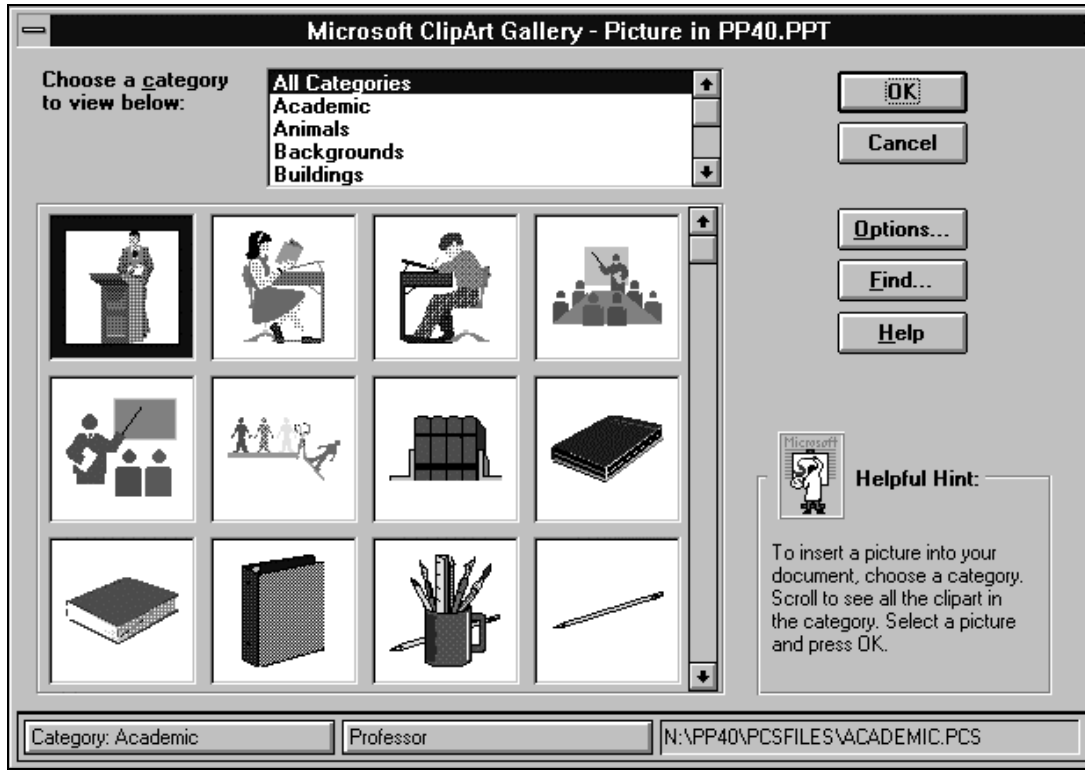 Microsoft ClipArt Gallery - Picture in PP40.PPT
Choose a category
to view below:
All Categories
Academic
Animals
Backgrounds
Buildings
OK
Cancel
Options...
Find...
Help
Microsoft
Helpful Hint:
To insert a picture into your
document, choose a category.
Scroll to see all the clipart in
the category. Select a picture
and press OK.
Category: Academic
Professor
N:\PP40\PCSFILES\ACADEMIC.PCS